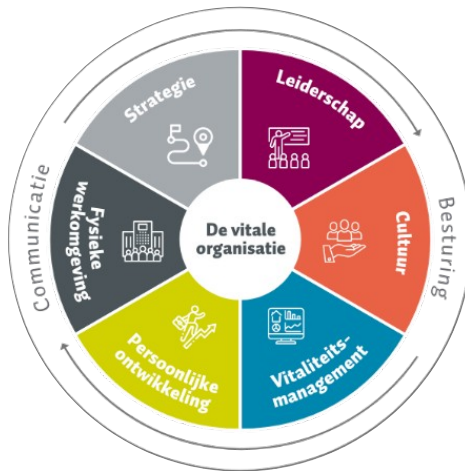 De vitale
organisatie
Strategie
Leiderschap
Cultuur
Vitaliteits-
management
Persoonlijke
ontwikkeling
Fysieke
werkomgeving
Communicatie
Besturing